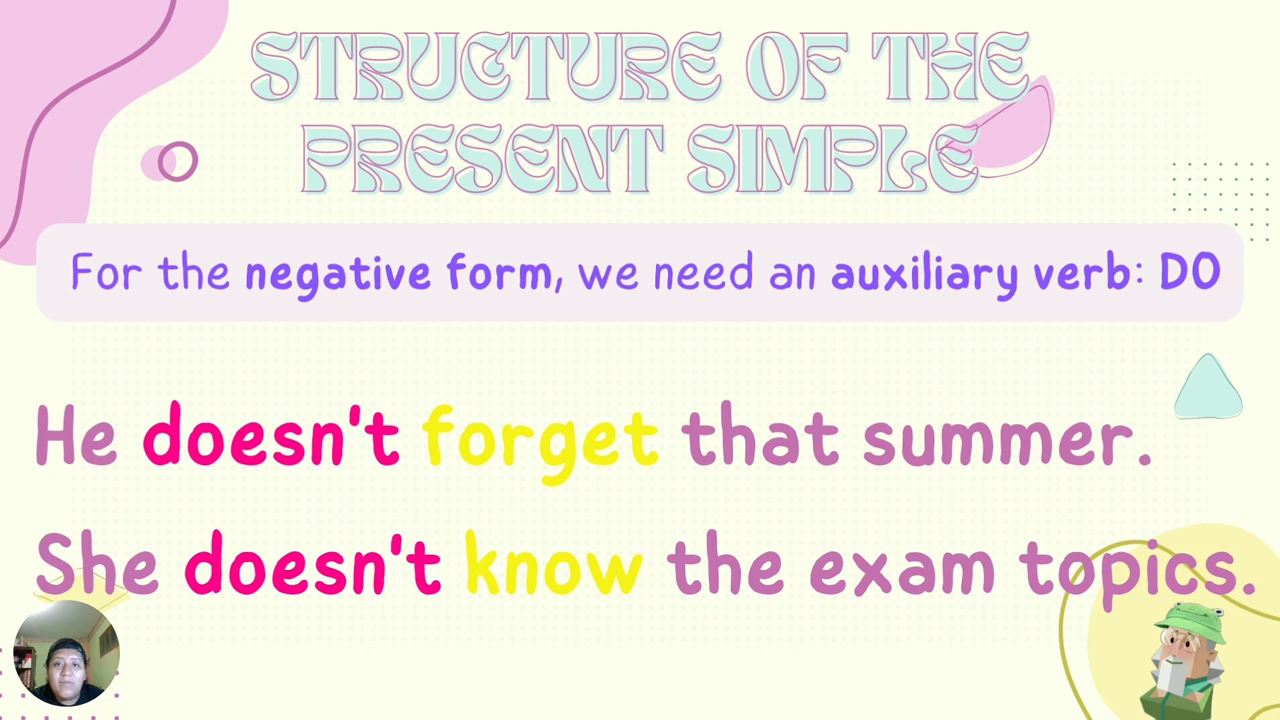 STRUCTURE OF THE
PRESENT SIMPLE
For the negative form, we need an auxiliary verb: DO
He doesn't forget that summer.
She doesn't know the exam topics.